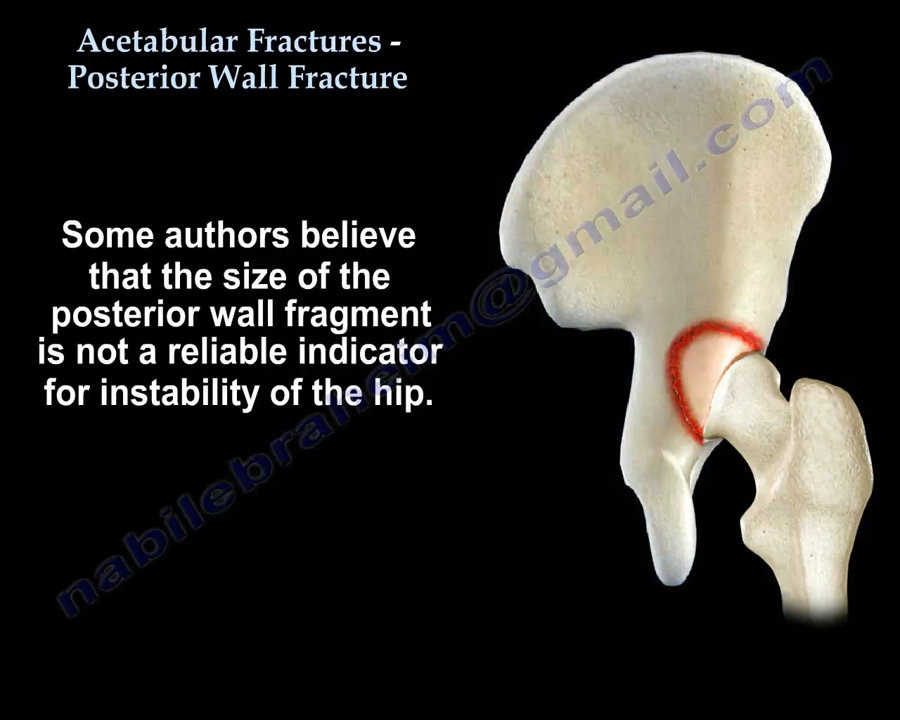 Acetabular Fractures -
Posterior Wall Fracture
Some authors believe
that the size of the
posterior wall fragment
is not a reliable indicator
for instability of the hip.
nabilebraheim@gmail.com